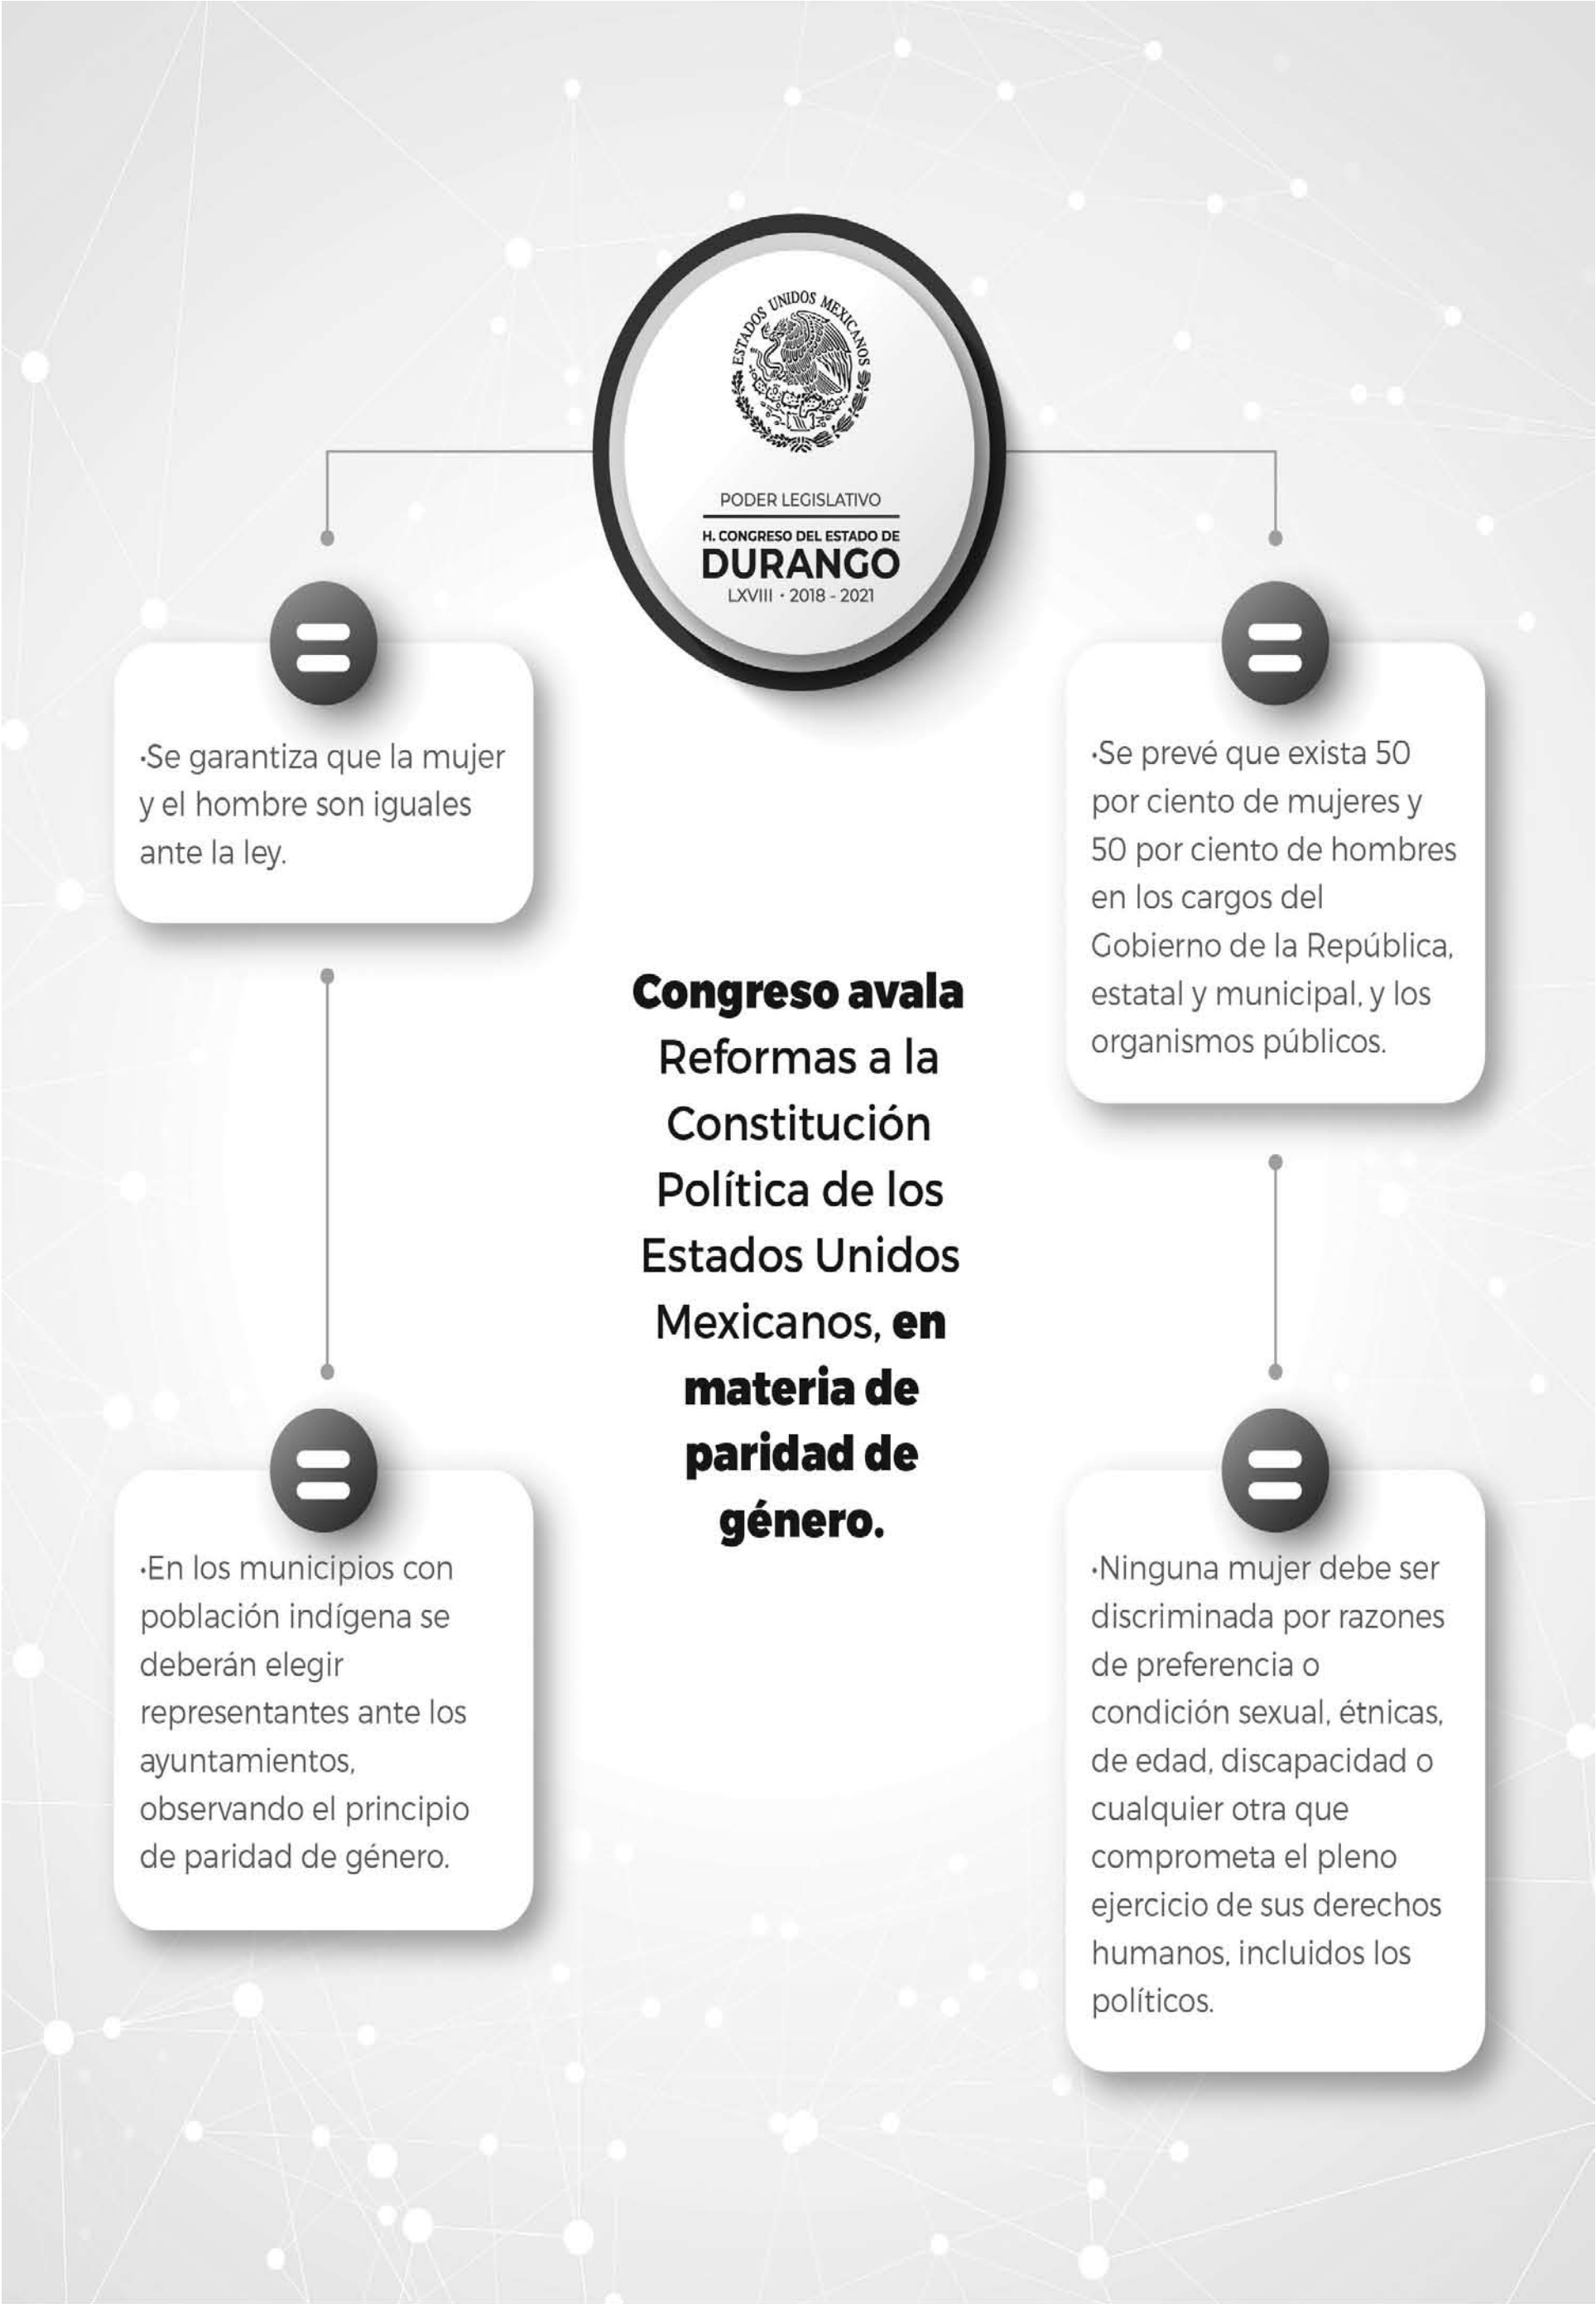 ESTADOS UNIDOS MEXICANOS
PODER LEGISLATIVO
H. CONGRESO DEL ESTADO DE
DURANGO
LXVIII · 2018 - 2021
·Se garantiza que la mujer
y el hombre son iguales
ante la ley.
·Se prevé que exista 50
por ciento de mujeres y
50 por ciento de hombres
en los cargos del
Gobierno de la República,
estatal y municipal, y los
organismos públicos.
Congreso avala
Reformas a la
Constitución
Política de los
Estados Unidos
Mexicanos, en
materia de
paridad de
género.
·En los municipios con
población indígena se
deberán elegir
representantes ante los
ayuntamientos,
observando el principio
de paridad de género.
·Ninguna mujer debe ser
discriminada por razones
de preferencia o
condición sexual, étnicas,
de edad, discapacidad o
cualquier otra que
comprometa el pleno
ejercicio de sus derechos
humanos, incluidos los
políticos.